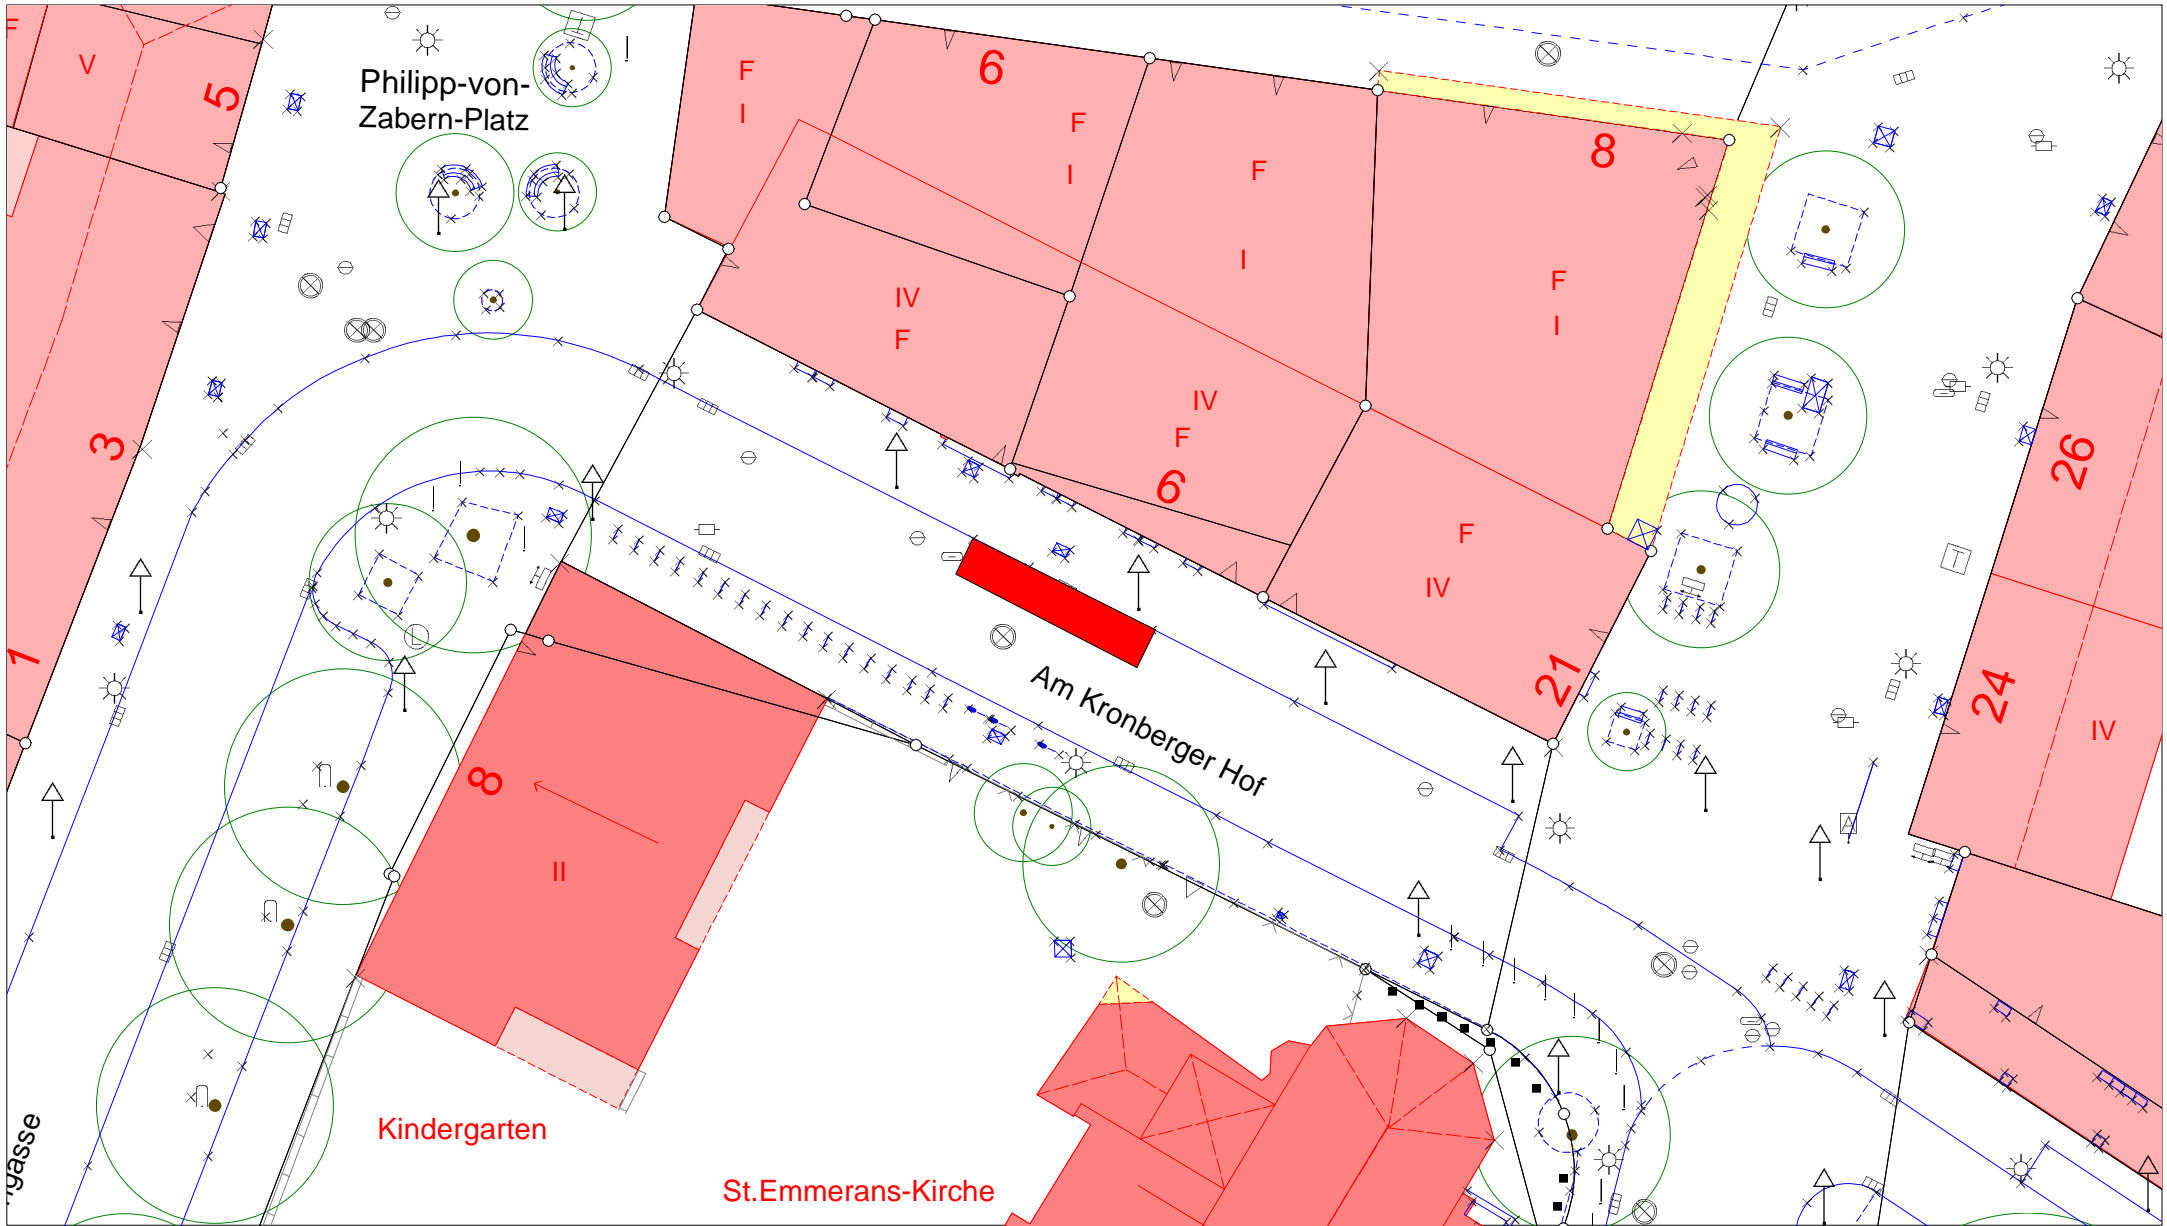 F
V
5
Philipp-von-
Zabern-Platz
F
I
6
F
I
F
I
8
F
I
IV
F
IV
F
6
F
IV
3
1
21
26
24
IV
T
L
A
Am Kronberger Hof
8
II
Kindergarten
St.Emmerans-Kirche
gasse